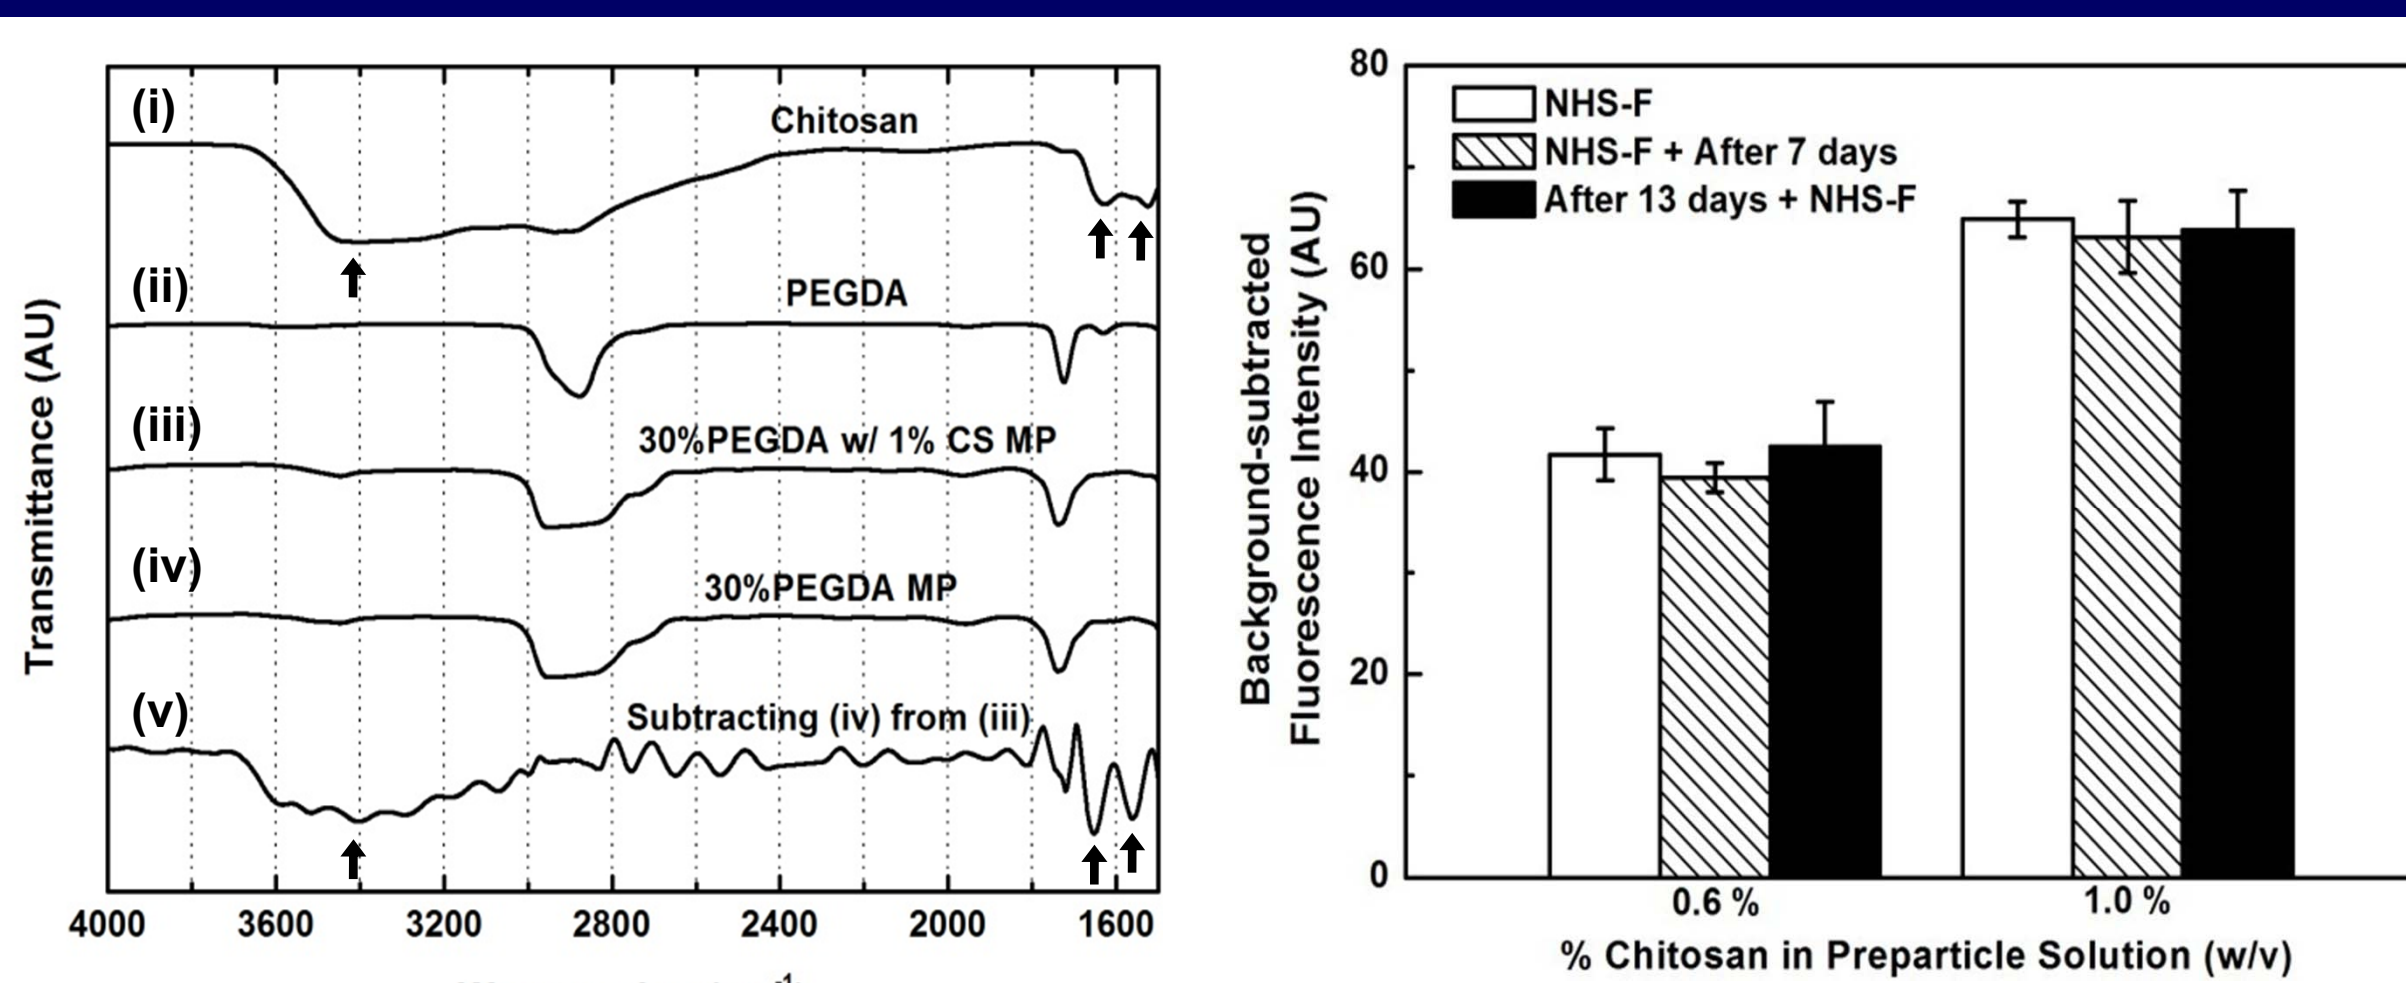 (i)
Chitosan
(ii)
PEGDA
(iii)
30%PEGDA w/ 1% CS MP
(iv)
30%PEGDA MP
(v)
Subtracting (iv) from (iii)
Transmittance (AU)
4000 3600 3200 2800 2400 2000 1600
-1
80
60
40
20
0
NHS-F
NHS-F + After 7 days
After 13 days + NHS-F
Background-subtracted
Fluorescence Intensity (AU)
0.6 % 1.0 %
% Chitosan in Preparticle Solution (w/v)